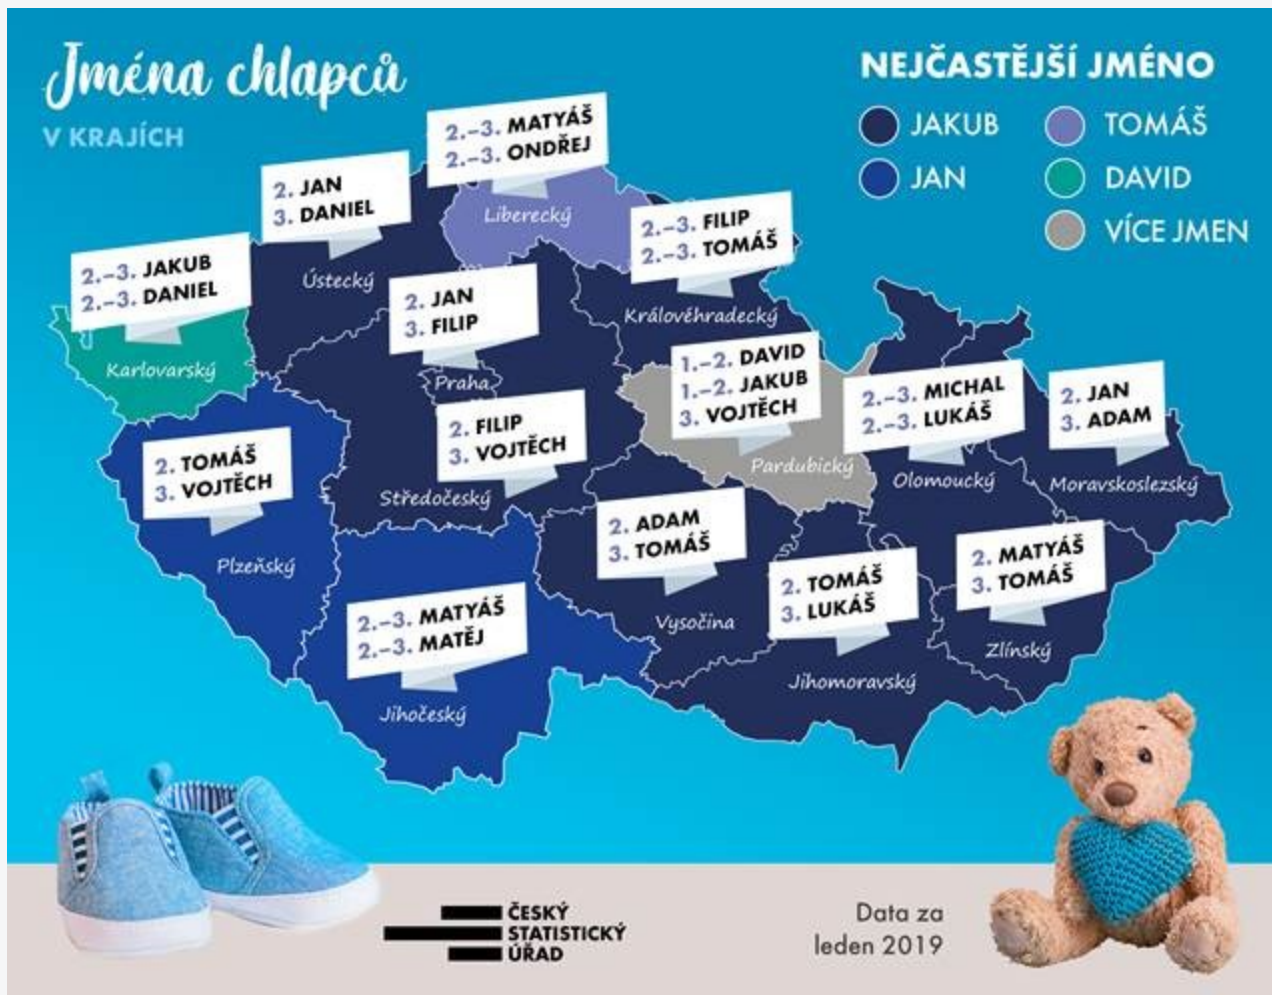 Jména chlapců
V KRAJÍCH
NEJČASTĚJŠÍ JMÉNO
JAKUB
JAN
TOMÁŠ
DAVID
VÍCE JMEN
2.–3. MATYÁŠ
2.–3. ONDŘEJ
Liberecký
2. JAN
3. DANIEL
Ústecký
2.–3. FILIP
2.–3. TOMÁŠ
Královéhradecký
2.–3. JAKUB
2.–3. DANIEL
Karlovarský
2. JAN
3. FILIP
Praha
1.–2. DAVID
1.–2. JAKUB
3. VOJTĚCH
Pardubický
2.–3. MICHAL
2.–3. LUKÁŠ
Olomoucký
2. JAN
3. ADAM
Moravskoslezský
2. FILIP
3. VOJTĚCH
Středočeský
2. TOMÁŠ
3. VOJTĚCH
Plzeňský
2. ADAM
3. TOMÁŠ
Vysočina
2. TOMÁŠ
3. LUKÁŠ
Jihomoravský
2. MATYÁŠ
3. TOMÁŠ
Zlínský
2.–3. MATYÁŠ
2.–3. MATĚJ
Jihočeský
ČESKÝ
STATISTICKÝ
ÚŘAD
Data za
leden 2019